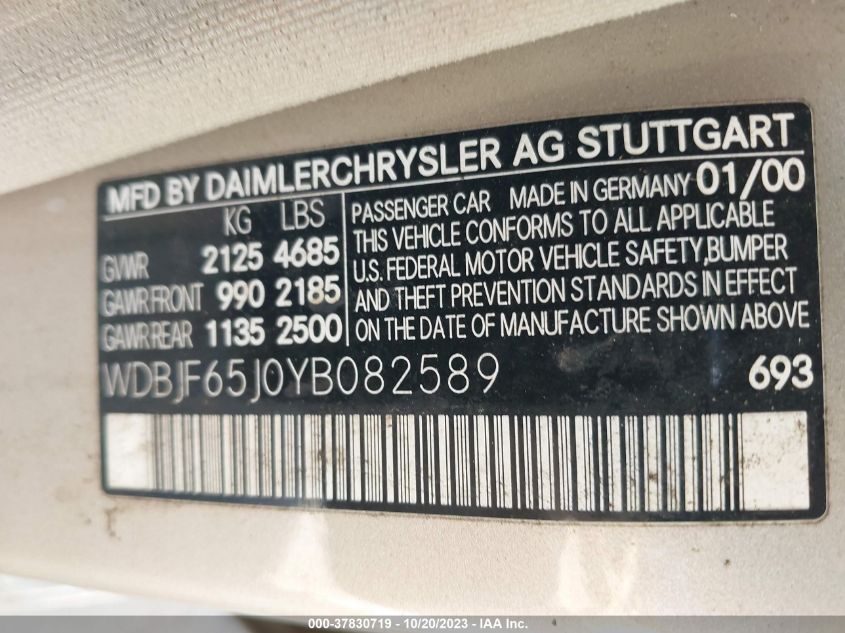 MFD BY DAIMLERCHRYSLER AG STUTTGART
KG LBS
GVWR 2125 4685
GAWR FRONT 990 2185
GAWR REAR 1135 2500
PASSENGER CAR MADE IN GERMANY 01/00
THIS VEHICLE CONFORMS TO ALL APPLICABLE
U.S. FEDERAL MOTOR VEHICLE SAFETY,BUMPER
AND THEFT PREVENTION STANDARDS IN EFFECT
ON THE DATE OF MANUFACTURE SHOWN ABOVE
WDBJF65J0YB082589 693
000-37830719 - 10/20/2023 - IAA Inc.